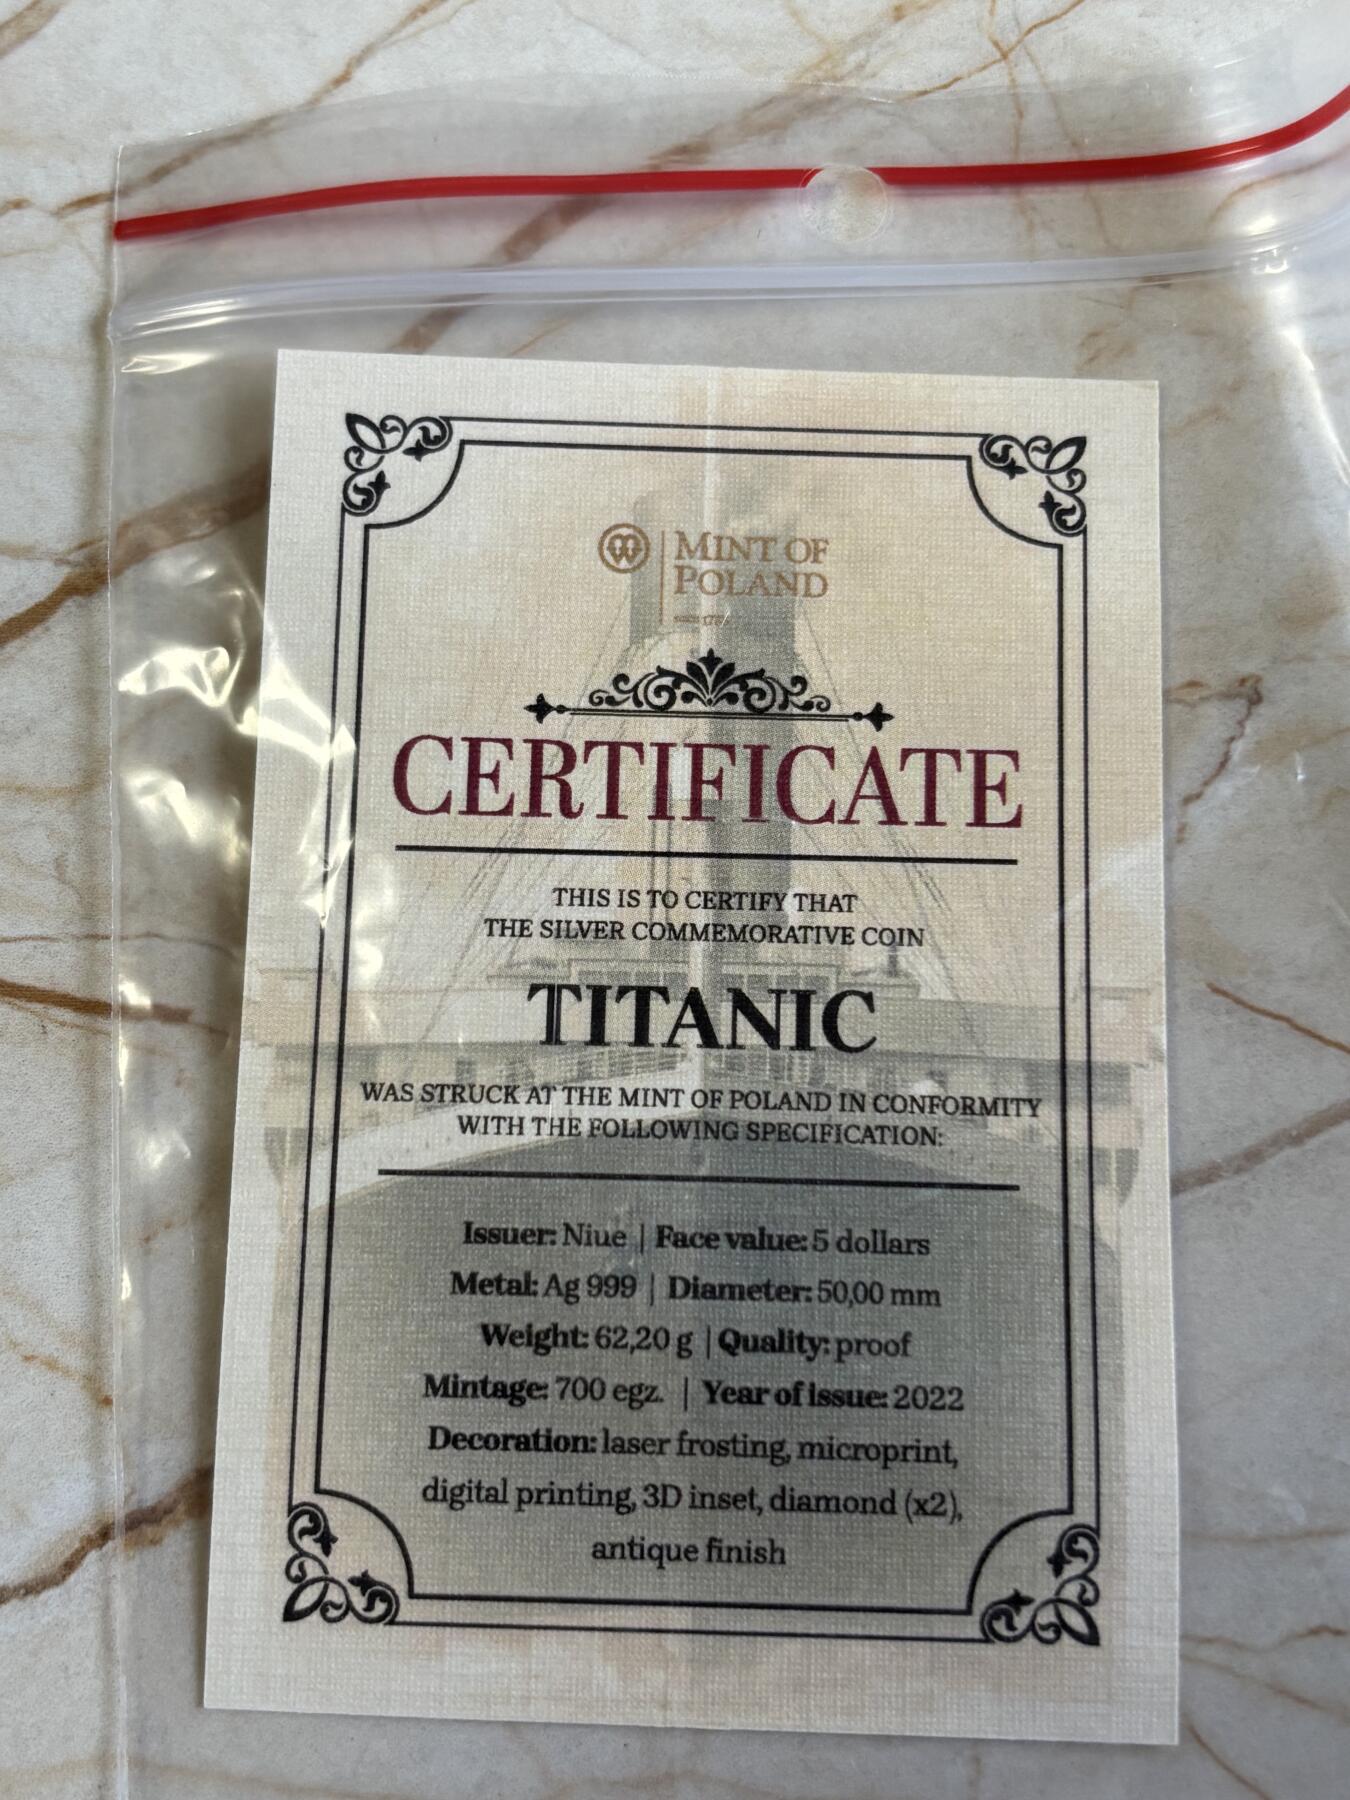 MINT OF
POLAND
CERTIFICATE
THIS IS TO CERTIFY THAT
THE SILVER COMMEMORATIVE COIN
TITANIC
WAS STRUCK AT THE MINT OF POLAND IN CONFORMITY
WITH THE FOLLOWING SPECIFICATION:
Issuer: Niue | Face value: 5 dollars
Metal: Ag 999 | Diameter: 50,00 mm
Weight: 62,20 g | Quality: proof
Mintage: 700 egz. | Year of issue: 2022
Decoration: laser frosting, microprint,
digital printing, 3D inset, diamond (x2),
antique finish